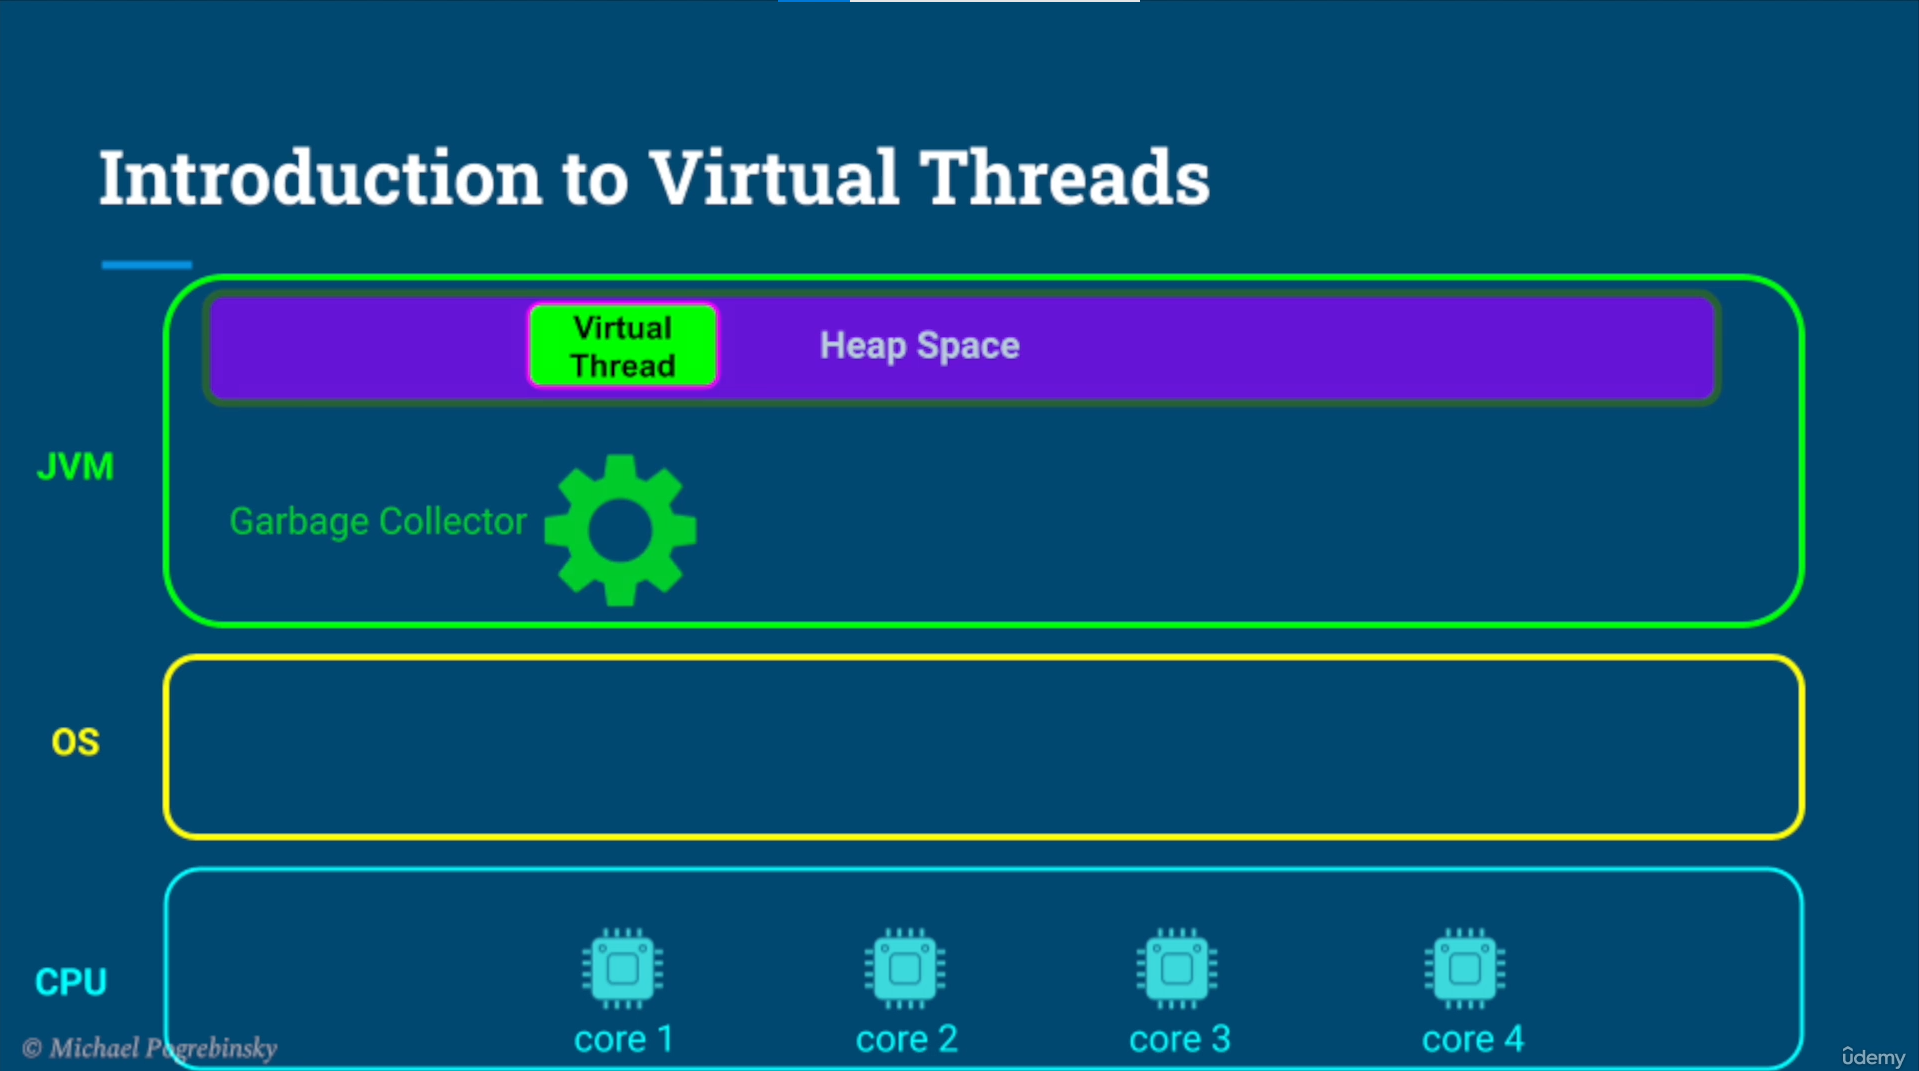 Introduction to Virtual Threads
Virtual
Thread
Heap Space
JVM
Garbage Collector
OS
CPU
core 1
core 2
core 3
core 4
© Michael Pogrebinsky
ûdemy